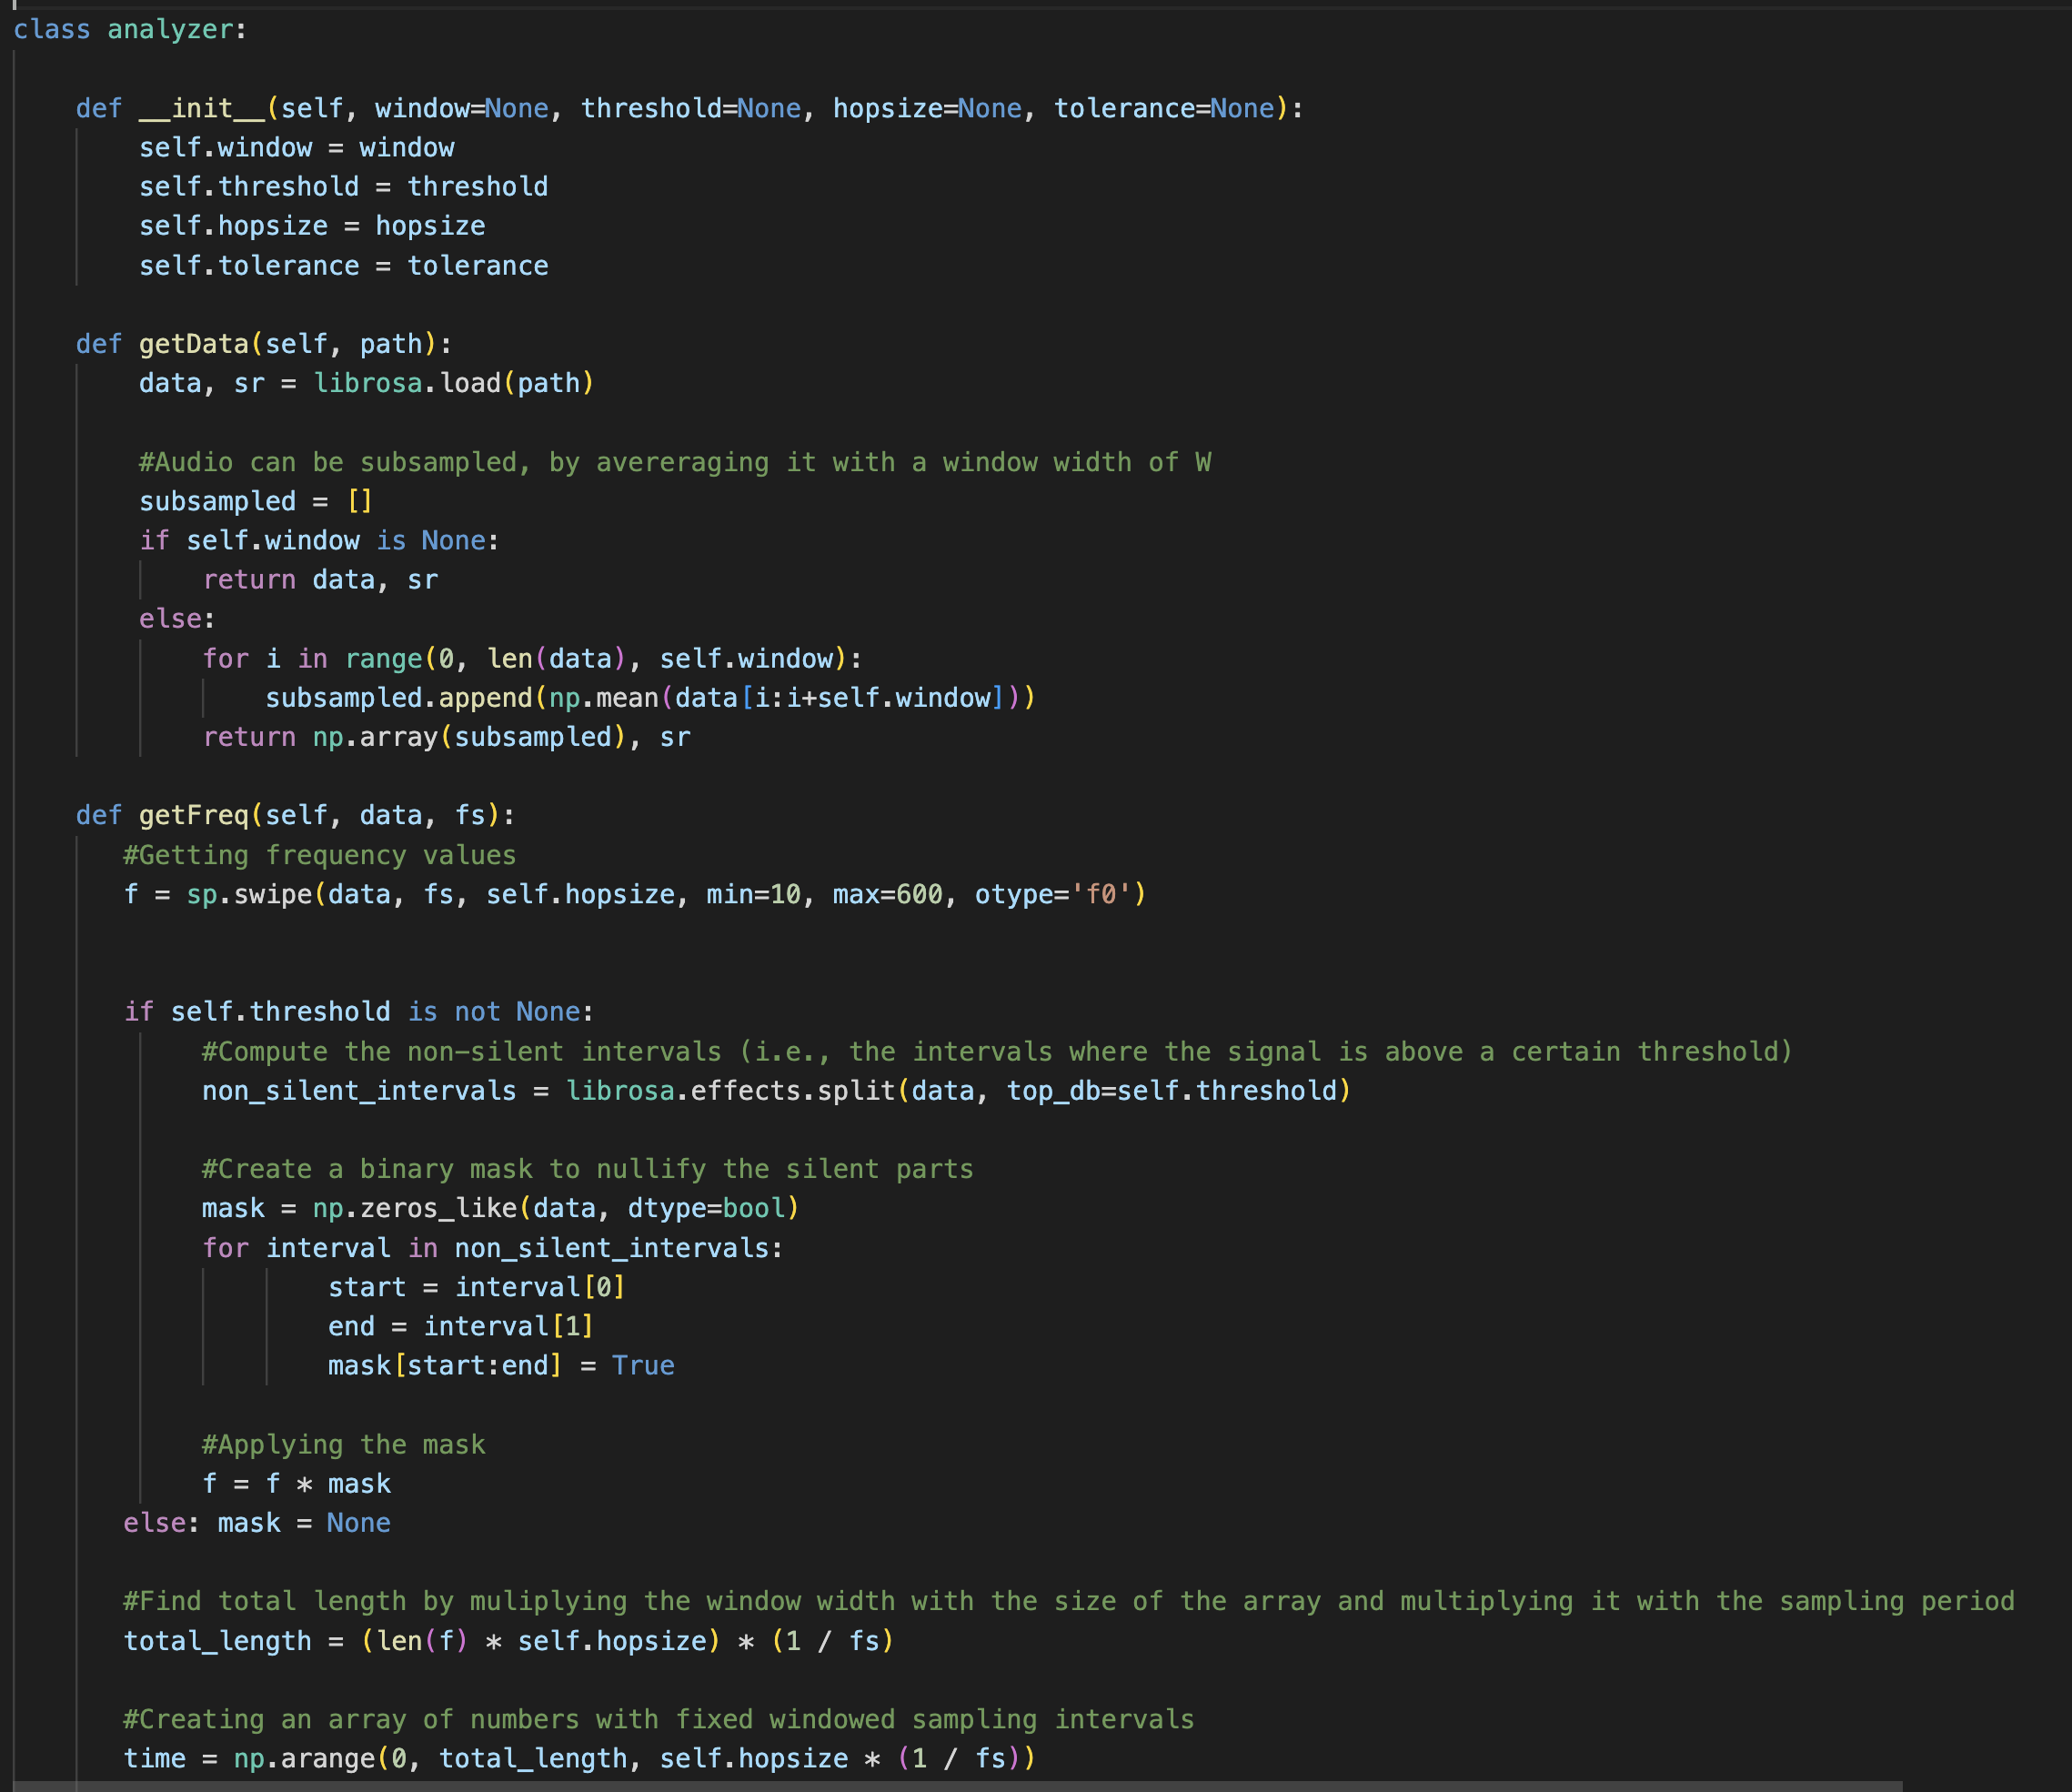 class analyzer:
def __init__(self, window=None, threshold=None, hopsize=None, tolerance=None):
self.window = window
self.threshold = threshold
self.hopsize = hopsize
self.tolerance = tolerance
def getData(self, path):
data, sr = librosa.load(path)
#Audio can be subsampled, by avereraging it with a window width of W
subsampled = []
if self.window is None:
return data, sr
else:
for i in range(0, len(data), self.window):
subsampled.append(np.mean(data[i:i+self.window]))
return np.array(subsampled), sr
def getFreq(self, data, fs):
#Getting frequency values
f = sp.swipe(data, fs, self.hopsize, min=10, max=600, otype='f0')
if self.threshold is not None:
#Compute the non-silent intervals (i.e., the intervals where the signal is above a certain threshold)
non_silent_intervals = librosa.effects.split(data, top_db=self.threshold)
#Create a binary mask to nullify the silent parts
mask = np.zeros_like(data, dtype=bool)
for interval in non_silent_intervals:
start = interval[0]
end = interval[1]
mask[start:end] = True
#Applying the mask
f = f * mask
else: mask = None
#Find total length by muliplying the window width with the size of the array and multiplying it with the sampling period
total_length = (len(f) * self.hopsize) * (1 / fs)
#Creating an array of numbers with fixed windowed sampling intervals
time = np.arange(0, total_length, self.hopsize * (1 / fs))